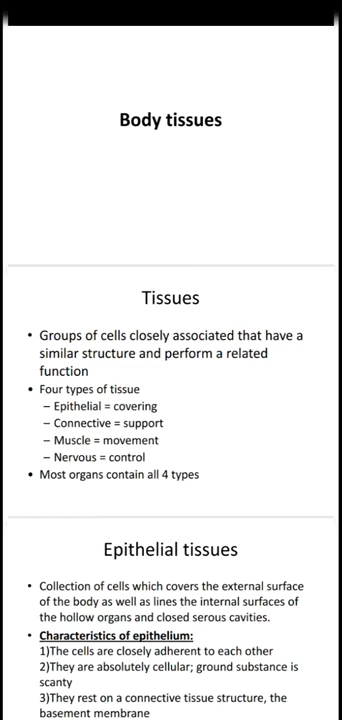 Body tissues
Tissues
• Groups of cells closely associated that have a
similar structure and perform a related
function
• Four types of tissue
– Epithelial = covering
– Connective = support
– Muscle = movement
– Nervous = control
• Most organs contain all 4 types
Epithelial tissues
• Collection of cells which covers the external surface
of the body as well as lines the internal surfaces of
the hollow organs and closed serous cavities.
• Characteristics of epithelium:
1)The cells are closely adherent to each other
2)They are absolutely cellular; ground substance is
scanty
3)They rest on a connective tissue structure, the
basement membrane